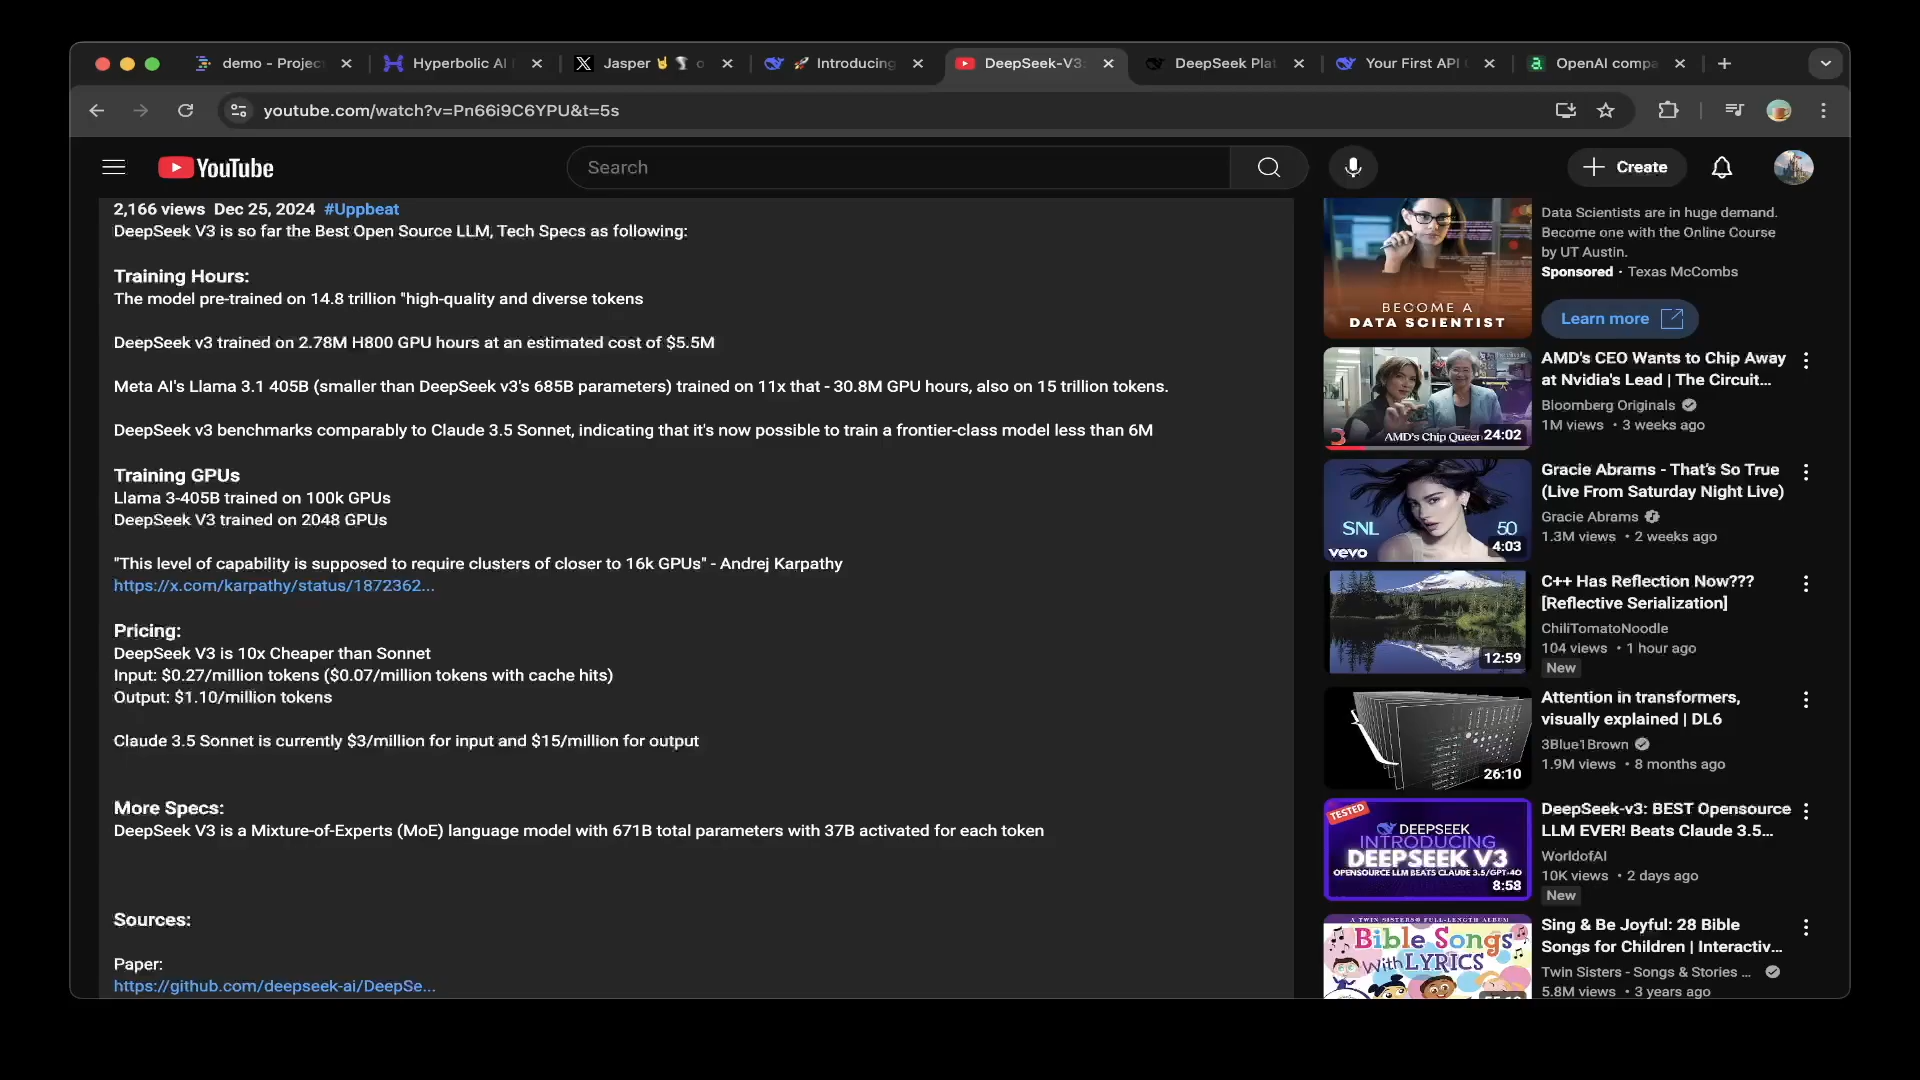 demo - Projec
Hyperbolic AI
Jasper
Introducing
DeepSeek-V3
DeepSeek Plat
Your First API
OpenAI compa
youtube.com/watch?v=Pn66i9C6YPU&t=5s
YouTube
Search
Create
2,166 views Dec 25, 2024 #Uppbeat
DeepSeek V3 is so far the Best Open Source LLM, Tech Specs as following:
Training Hours:
The model pre-trained on 14.8 trillion "high-quality and diverse tokens
DeepSeek v3 trained on 2.78M H800 GPU hours at an estimated cost of $5.5M
Meta AI's Llama 3.1 405B (smaller than DeepSeek v3's 685B parameters) trained on 11x that - 30.8M GPU hours, also on 15 trillion tokens.
DeepSeek v3 benchmarks comparably to Claude 3.5 Sonnet, indicating that it's now possible to train a frontier-class model less than 6M
Training GPUs
Llama 3-405B trained on 100k GPUs
DeepSeek V3 trained on 2048 GPUs
"This level of capability is supposed to require clusters of closer to 16k GPUs" - Andrej Karpathy
https://x.com/karpathy/status/1872362...
Pricing:
DeepSeek V3 is 10x Cheaper than Sonnet
Input: $0.27/million tokens ($0.07/million tokens with cache hits)
Output: $1.10/million tokens
Claude 3.5 Sonnet is currently $3/million for input and $15/million for output
More Specs:
DeepSeek V3 is a Mixture-of-Experts (MoE) language model with 671B total parameters with 37B activated for each token
Sources:
Paper:
https://github.com/deepseek-ai/DeepSe...
BECOME A
DATA SCIENTIST
Data Scientists are in huge demand.
Become one with the Online Course
by UT Austin.
Sponsored · Texas McCombs
Learn more
AMD's Chip Queen
24:02
AMD's CEO Wants to Chip Away
at Nvidia's Lead | The Circuit...
Bloomberg Originals
1M views • 3 weeks ago
SNL
50
vevo
4:03
Gracie Abrams - That's So True
(Live From Saturday Night Live)
Gracie Abrams
1.3M views • 2 weeks ago
12:59
C++ Has Reflection Now???
[Reflective Serialization]
ChiliTomatoNoodle
104 views • 1 hour ago
New
26:10
Attention in transformers,
visually explained | DL6
3Blue1Brown
1.9M views • 8 months ago
TESTED
DEEPSEEK
INTRODUCING
DEEPSEEK V3
OPENSOURCE LLM BEATS CLAUDE 3.5/GPT-4O
8:58
DeepSeek-v3: BEST Opensource
LLM EVER! Beats Claude 3.5...
WorldofAI
10K views • 2 days ago
New
A TWIN SISTERS® FULL-LENGTH ALBUM
Bible Songs
With LYRICS
Sing & Be Joyful: 28 Bible
Songs for Children | Interactiv...
Twin Sisters - Songs & Stories ...
5.8M views • 3 years ago